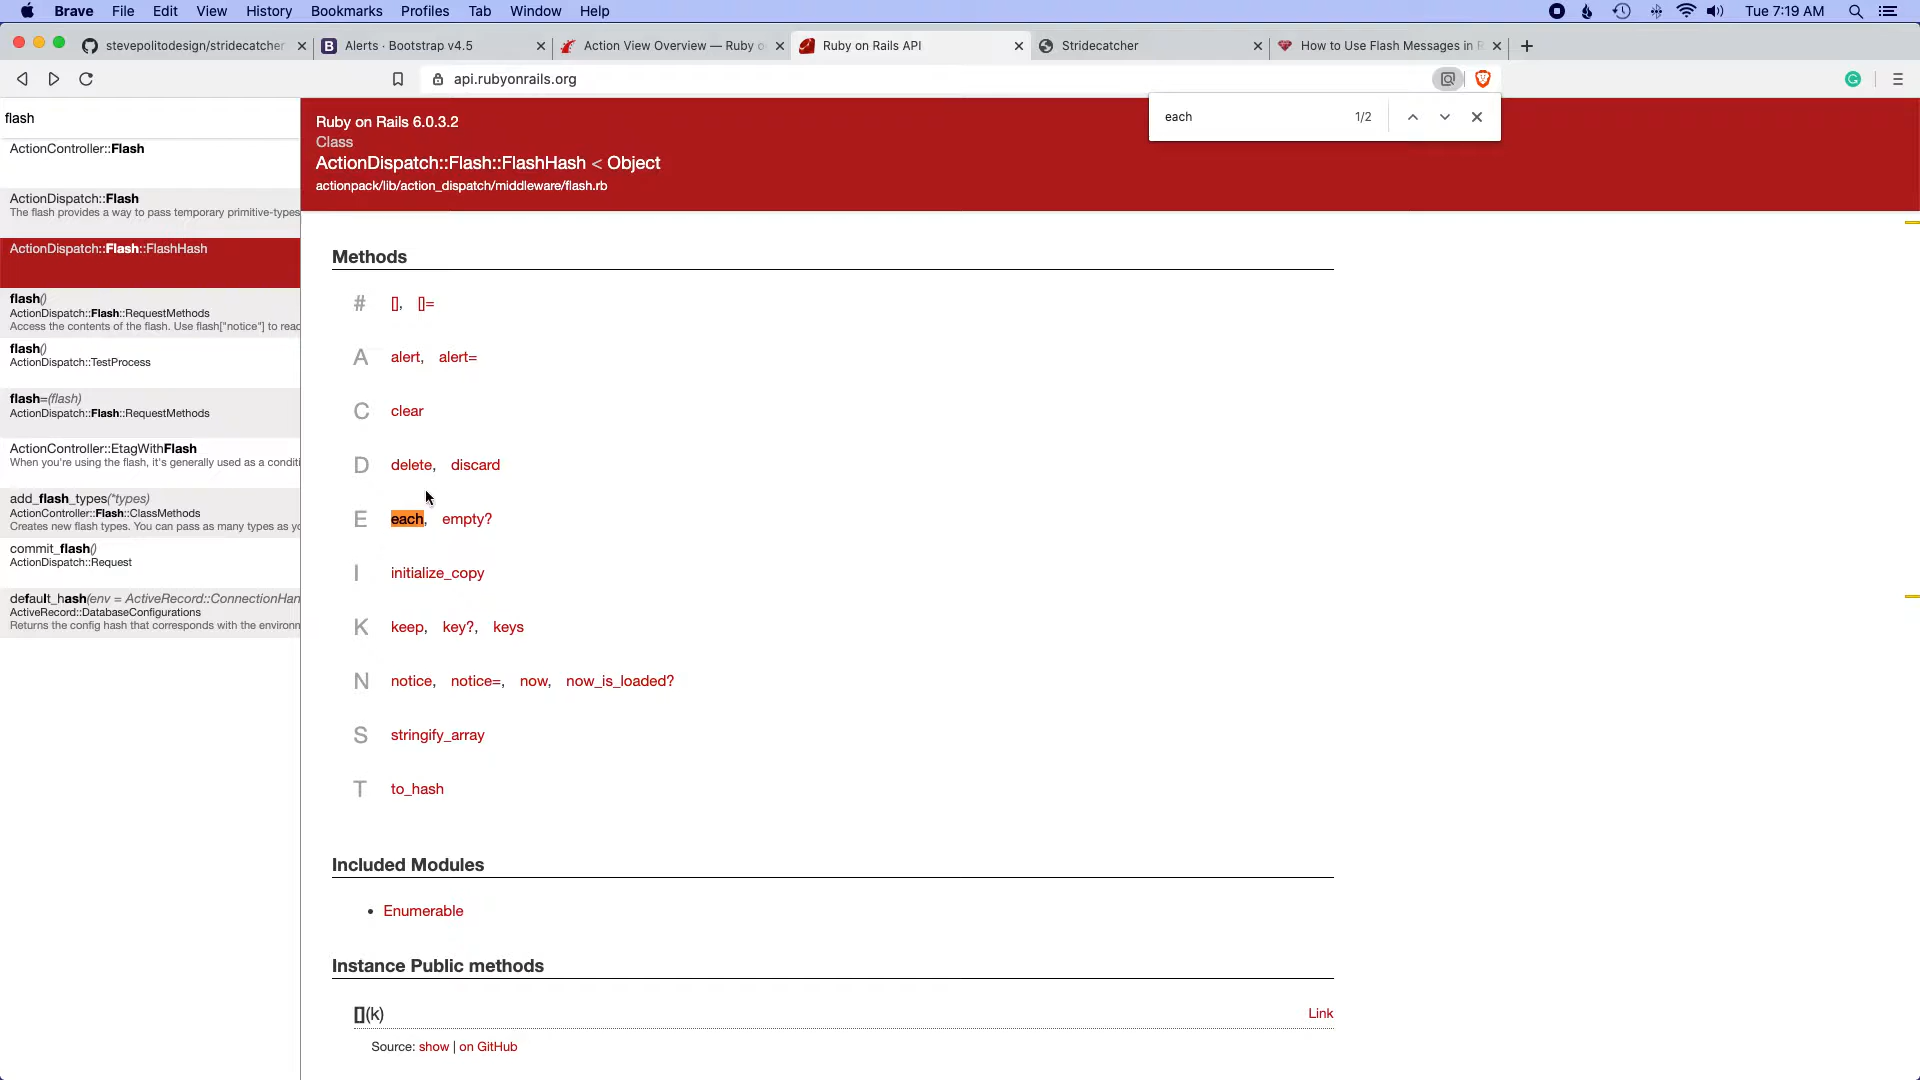 Brave File Edit View History Bookmarks Profiles Tab Window Help Tue 7:19 AM
stevepolitodesign/stridecatcher Alerts · Bootstrap v4.5 Action View Overview — Ruby o Ruby on Rails API Stridecatcher How to Use Flash Messages in R
api.rubyonrails.org
each 1/2
flash
ActionController::Flash
ActionDispatch::Flash
The flash provides a way to pass temporary primitive-types
ActionDispatch::Flash::FlashHash
flash()
ActionDispatch::Flash::RequestMethods
Access the contents of the flash. Use flash["notice"] to read
flash()
ActionDispatch::TestProcess
flash=(flash)
ActionDispatch::Flash::RequestMethods
ActionController::EtagWithFlash
When you're using the flash, it's generally used as a conditi
add_flash_types(*types)
ActionController::Flash::ClassMethods
Creates new flash types. You can pass as many types as yo
commit_flash()
ActionDispatch::Request
default_hash(env = ActiveRecord::ConnectionHan
ActiveRecord::DatabaseConfigurations
Returns the config hash that corresponds with the environm
Ruby on Rails 6.0.3.2
Class
ActionDispatch::Flash::FlashHash < Object
actionpack/lib/action_dispatch/middleware/flash.rb
Methods
# [], []=
A alert, alert=
C clear
D delete, discard
E each, empty?
I initialize_copy
K keep, key?, keys
N notice, notice=, now, now_is_loaded?
S stringify_array
T to_hash
Included Modules
• Enumerable
Instance Public methods
[](k) Link
Source: show | on GitHub